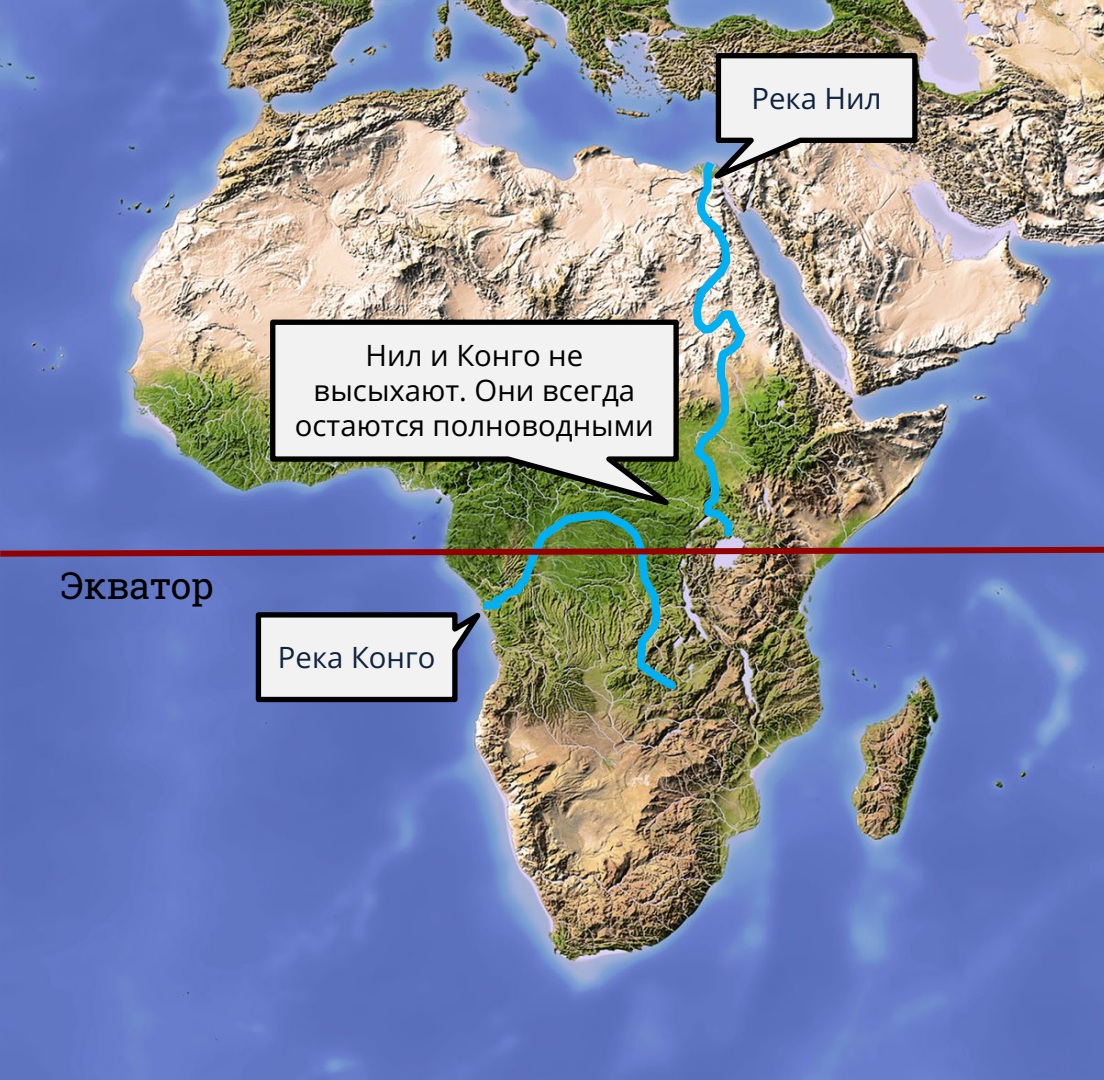 Река Нил
Нил и Конго не
высыхают. Они всегда
остаются полноводными
Экватор
Река Конго